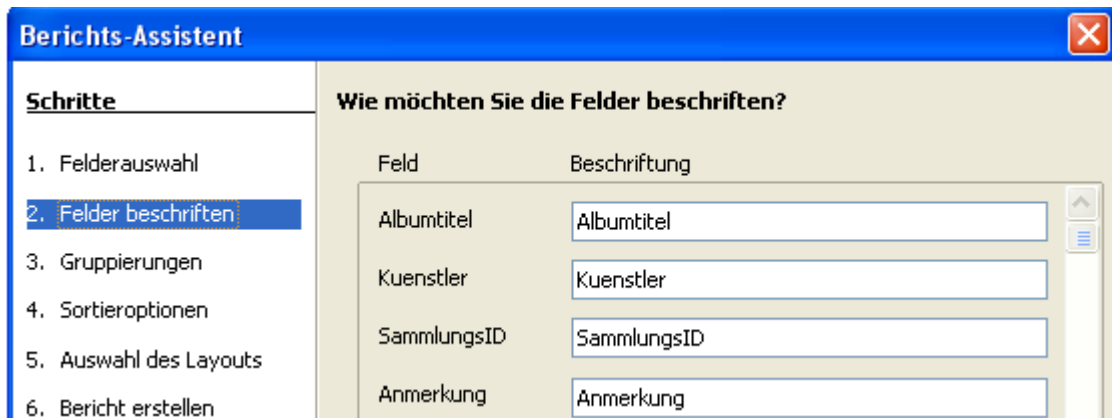 Berichts-Assistent
Schritte
1. Felderauswahl
2. Felder beschriften
3. Gruppierungen
4. Sortieroptionen
5. Auswahl des Layouts
6. Bericht erstellen
Wie möchten Sie die Felder beschriften?
Feld Beschriftung
Albumtitel Albumtitel
Kuenstler Kuenstler
SammlungsID SammlungsID
Anmerkung Anmerkung